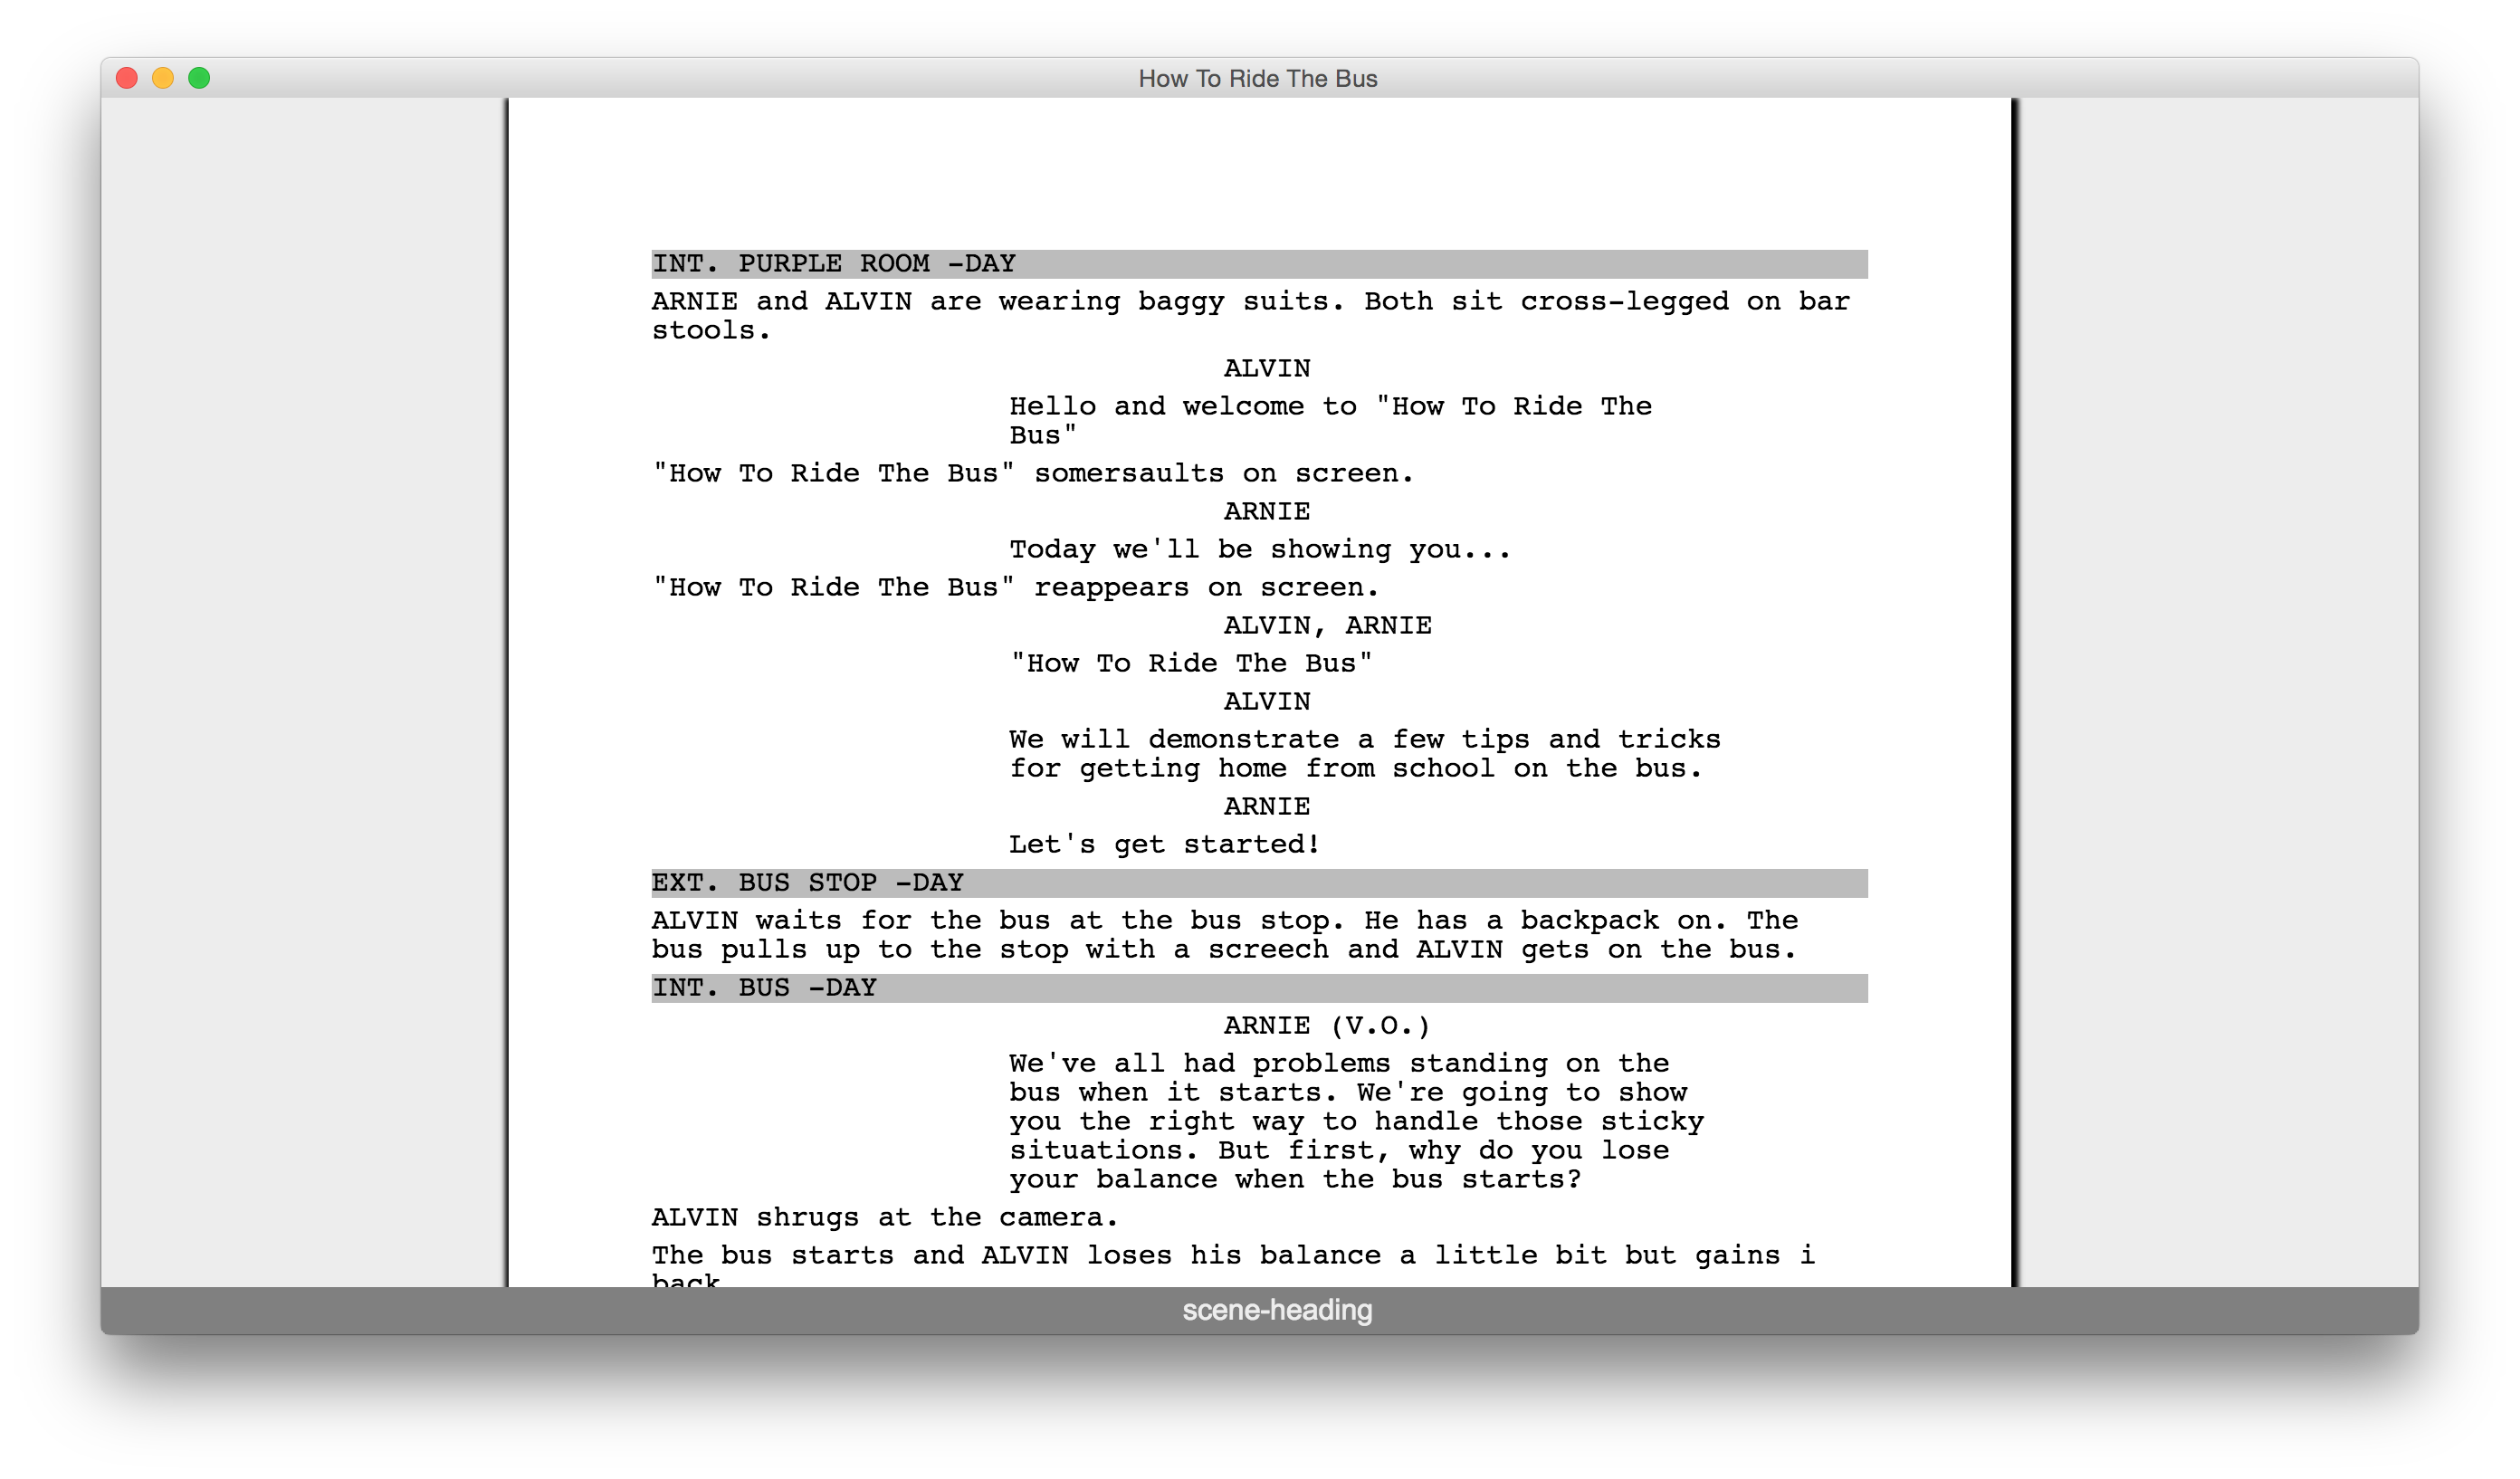 How To Ride The Bus
INT. PURPLE ROOM -DAY
ARNIE and ALVIN are wearing baggy suits. Both sit cross-legged on bar
stools.
ALVIN
Hello and welcome to "How To Ride The
Bus"
"How To Ride The Bus" somersaults on screen.
ARNIE
Today we'll be showing you...
"How To Ride The Bus" reappears on screen.
ALVIN, ARNIE
"How To Ride The Bus"
ALVIN
We will demonstrate a few tips and tricks
for getting home from school on the bus.
ARNIE
Let's get started!
EXT. BUS STOP -DAY
ALVIN waits for the bus at the bus stop. He has a backpack on. The
bus pulls up to the stop with a screech and ALVIN gets on the bus.
INT. BUS -DAY
ARNIE (V.O.)
We've all had problems standing on the
bus when it starts. We're going to show
you the right way to handle those sticky
situations. But first, why do you lose
your balance when the bus starts?
ALVIN shrugs at the camera.
The bus starts and ALVIN loses his balance a little bit but gains i
back
scene-heading